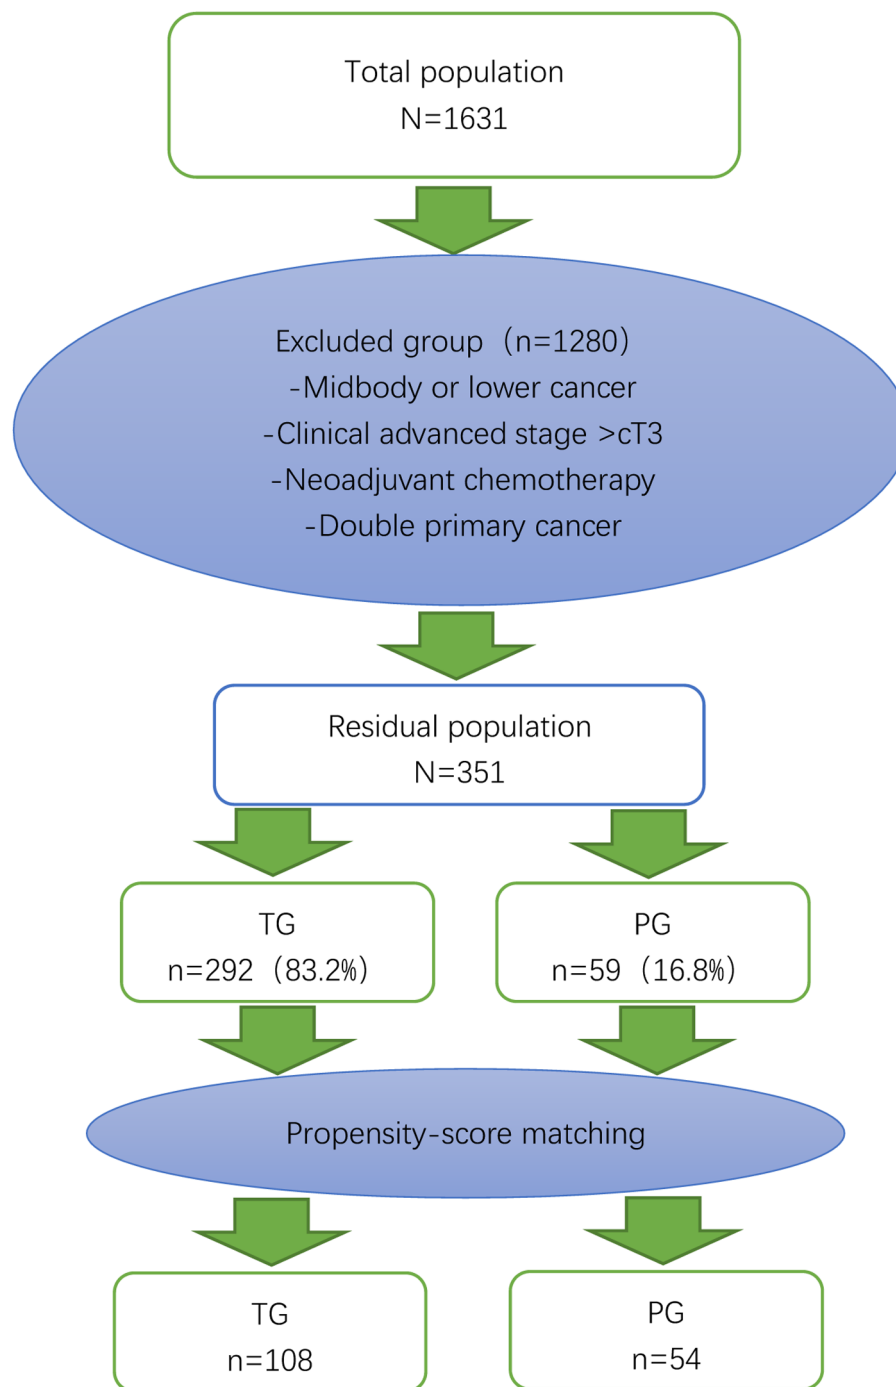 Total population
N=1631
Excluded group（n=1280）
-Midbody or lower cancer
-Clinical advanced stage >cT3
-Neoadjuvant chemotherapy
-Double primary cancer
Residual population
N=351
TG
n=292（83.2%）
PG
n=59（16.8%）
Propensity-score matching
TG
n=108
PG
n=54